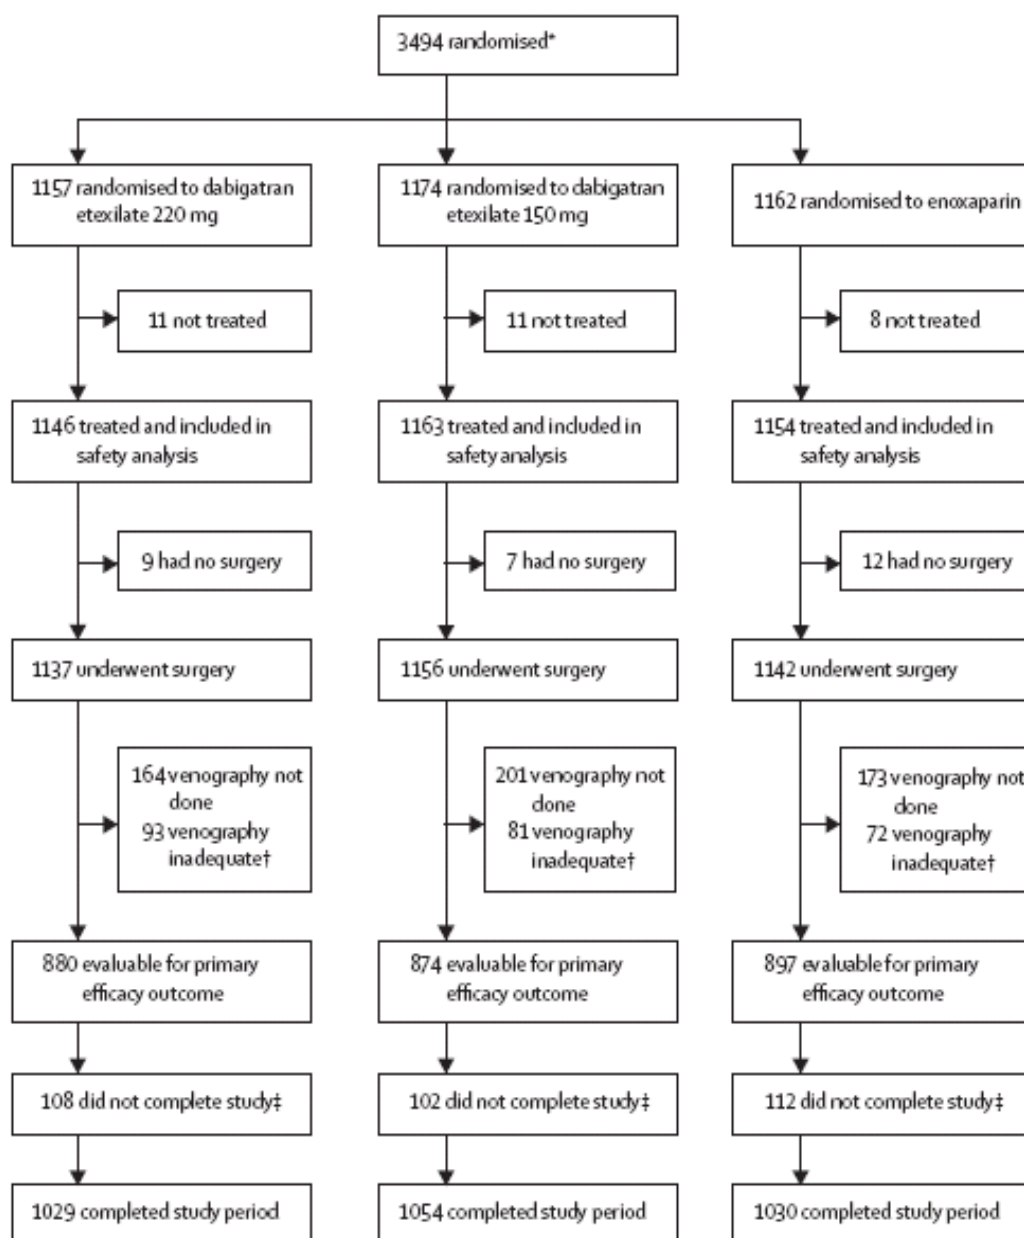 3494 randomised*
1157 randomised to dabigatran
etexilate 220 mg
1174 randomised to dabigatran
etexilate 150 mg
1162 randomised to enoxaparin
11 not treated
11 not treated
8 not treated
1146 treated and included in
safety analysis
1163 treated and included in
safety analysis
1154 treated and included in
safety analysis
9 had no surgery
7 had no surgery
12 had no surgery
1137 underwent surgery
1156 underwent surgery
1142 underwent surgery
164 venography not
done
93 venography
inadequate†
201 venography not
done
81 venography
inadequate†
173 venography not
done
72 venography
inadequate†
880 evaluable for primary
efficacy outcome
874 evaluable for primary
efficacy outcome
897 evaluable for primary
efficacy outcome
108 did not complete study‡
102 did not complete study‡
112 did not complete study‡
1029 completed study period
1054 completed study period
1030 completed study period